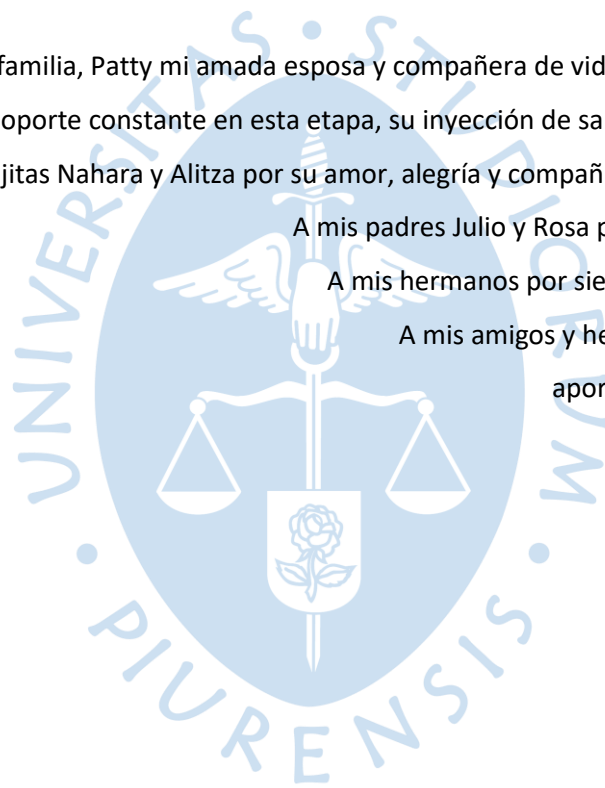 familia, Patty mi amada esposa y compañera de vid
oporte constante en esta etapa, su inyección de sa
jitas Nahara y Alitza por su amor, alegría y compañ
A mis padres Julio y Rosa p
A mis hermanos por sie
A mis amigos y he
apor
UNIVERSITAS • STUDIORUM • PIURENSIS •